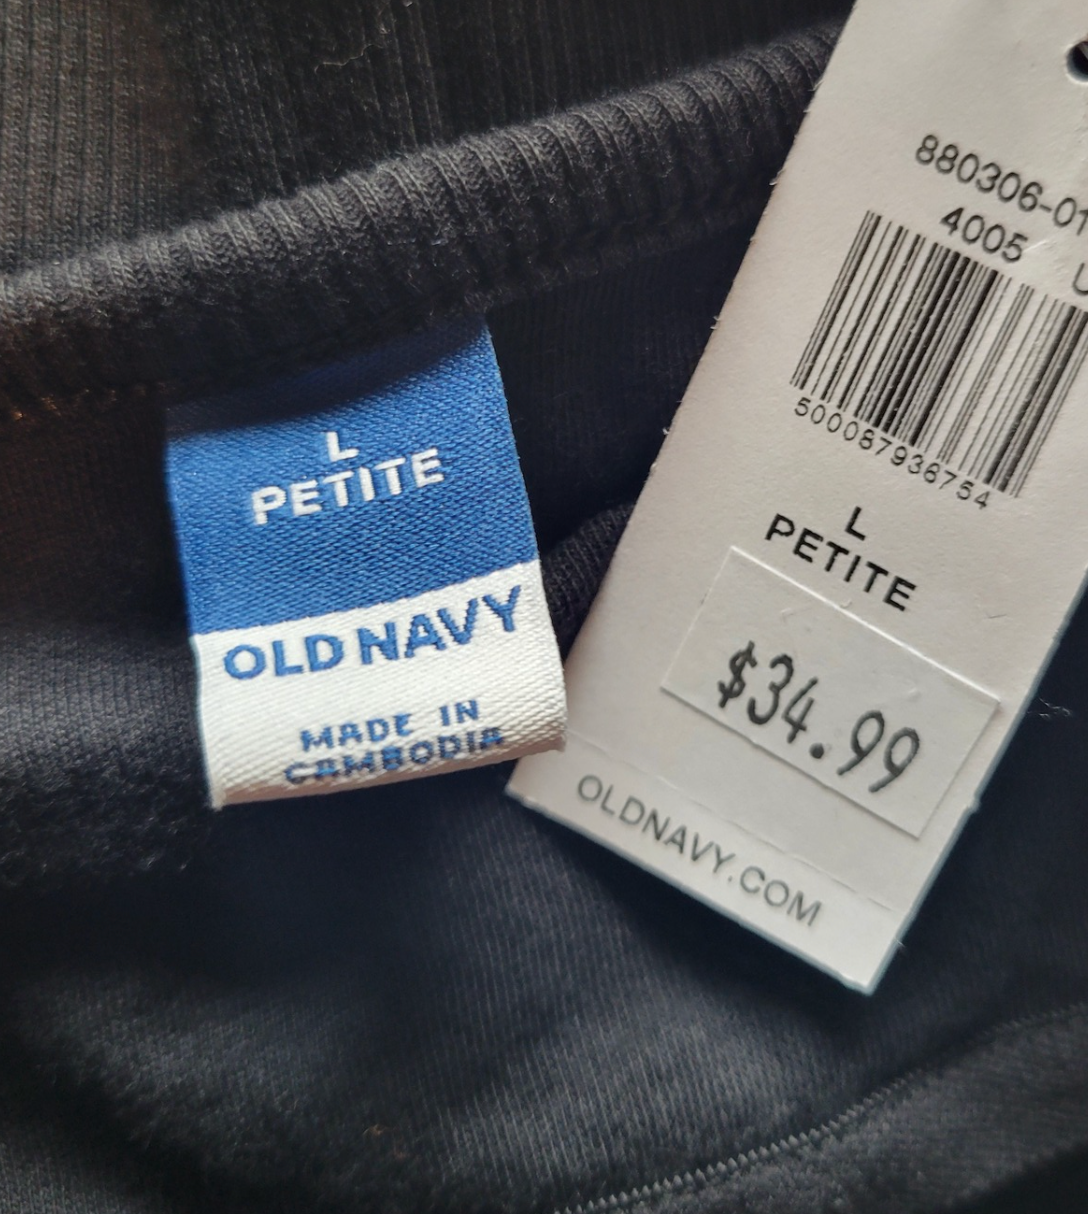 L
PETITE
OLD NAVY
MADE IN
CAMBODIA
880306-01
4005
500087936754
L
PETITE
$34.99
OLDNAVY.COM